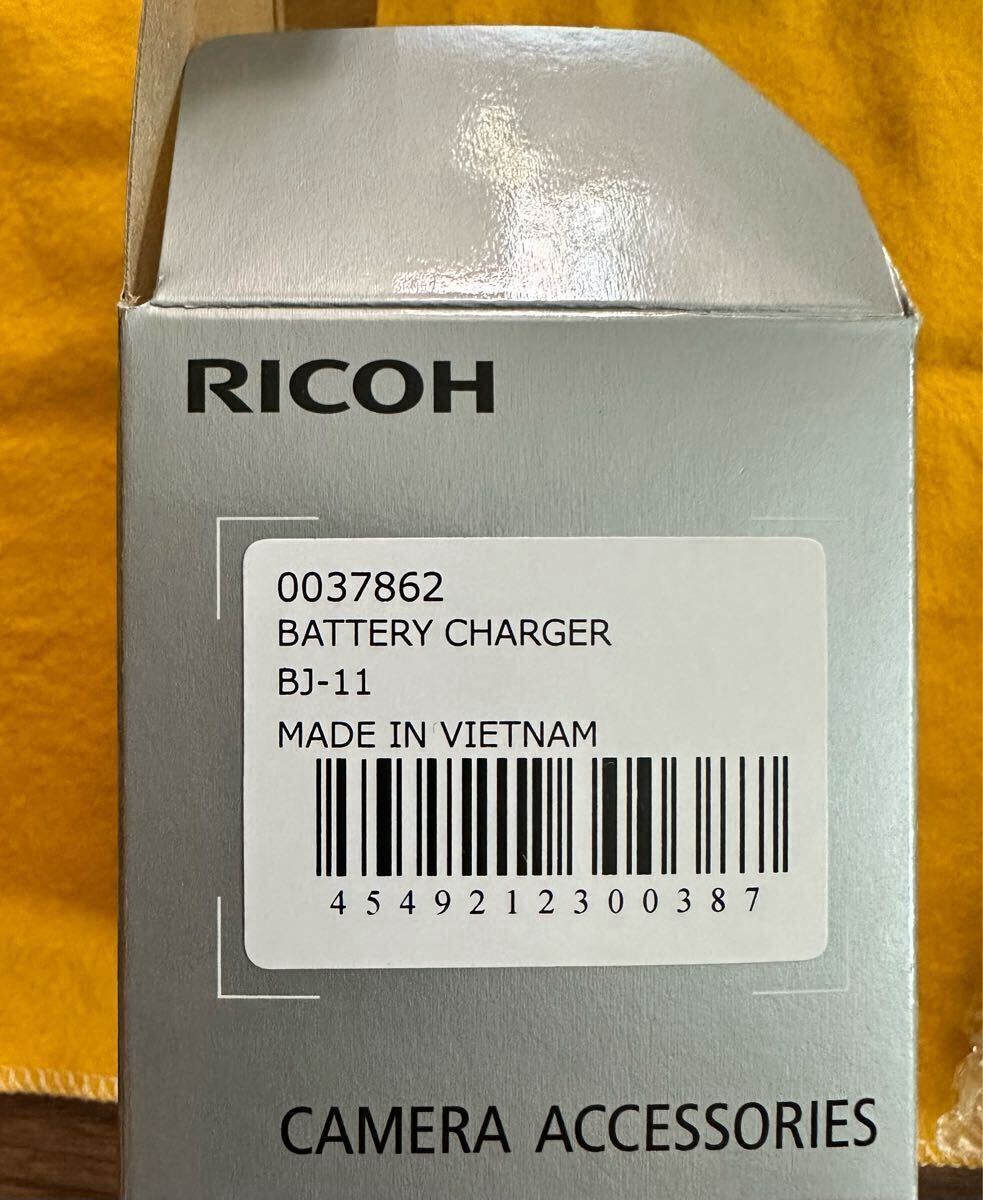 RICOH
0037862
BATTERY CHARGER
BJ-11
MADE IN VIETNAM
4549212300387
CAMERA ACCESSORIES